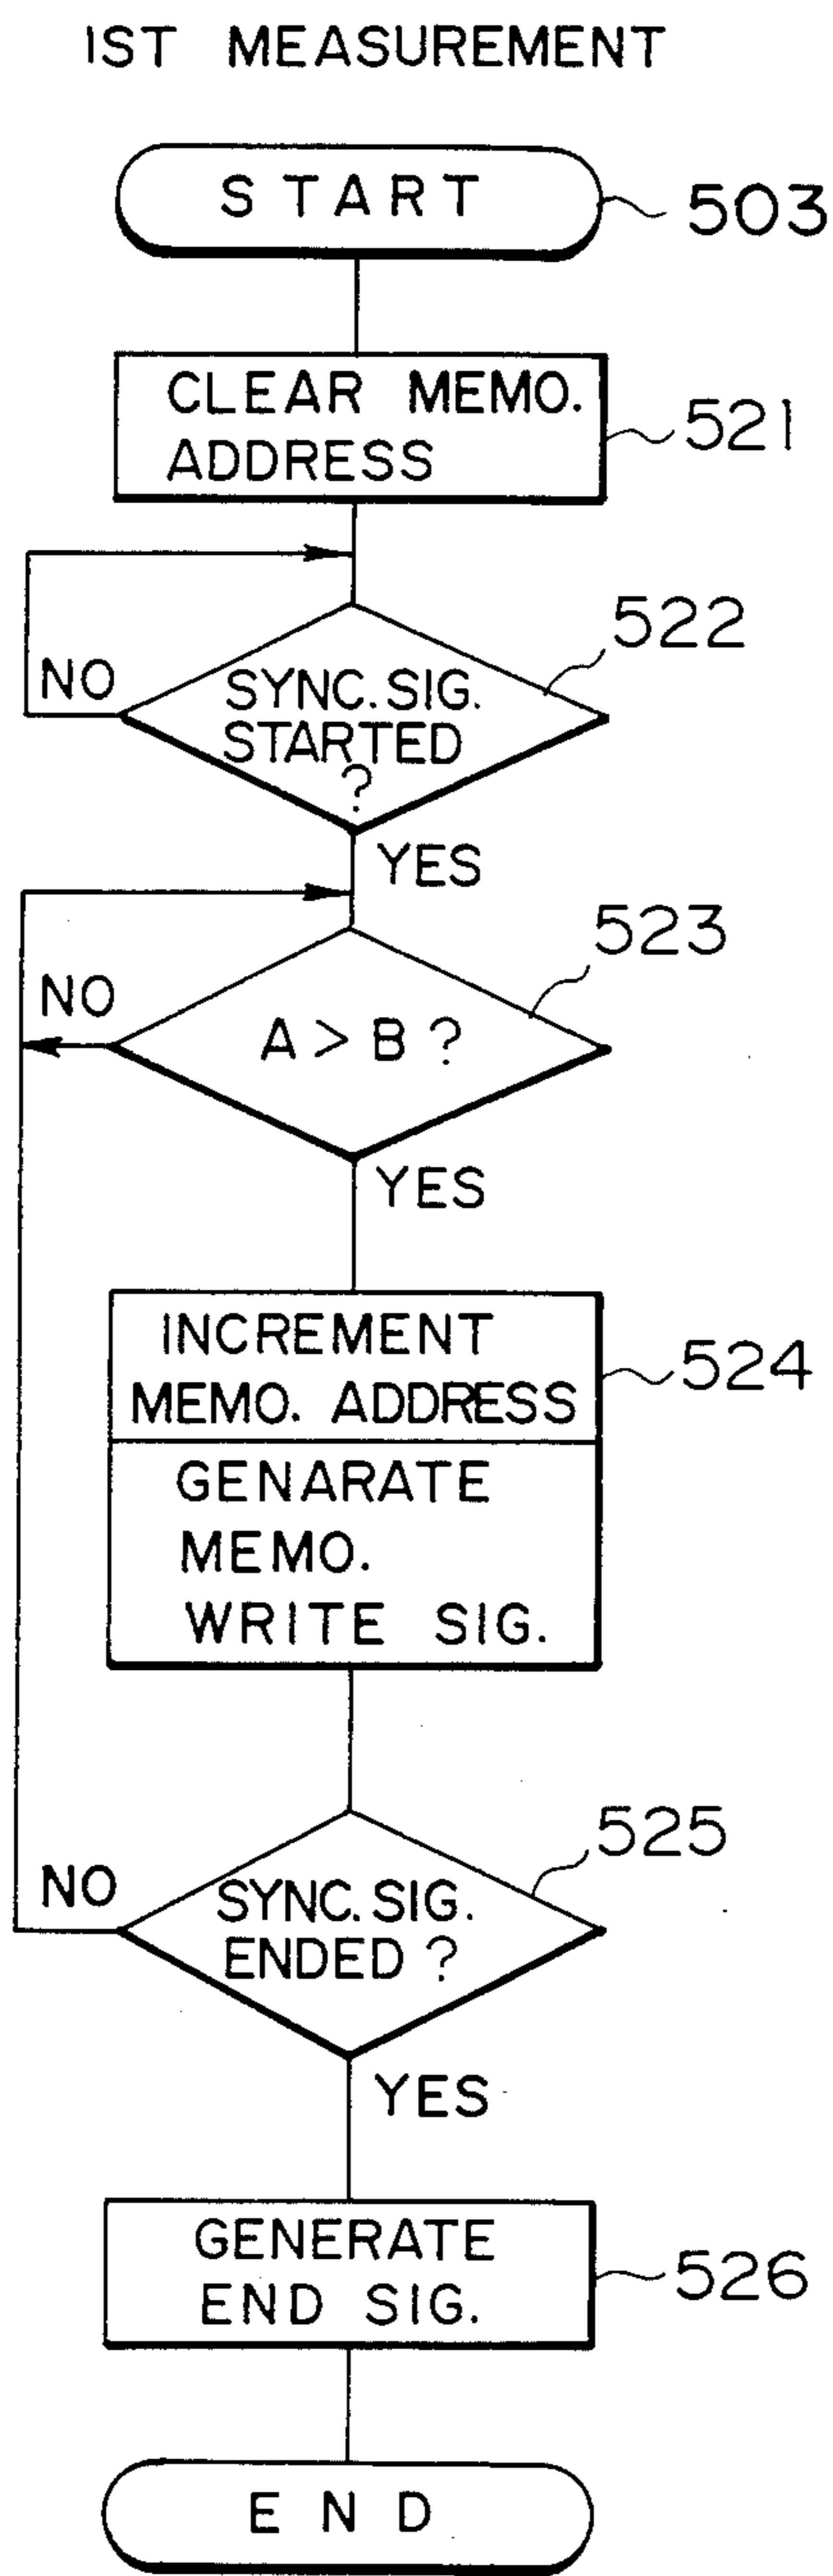 1ST MEASUREMENT
START
503
CLEAR MEMO.
ADDRESS
521
522
NO
SYNC. SIG.
STARTED
?
YES
523
NO
A > B ?
YES
INCREMENT
MEMO. ADDRESS
524
GENARATE
MEMO.
WRITE SIG.
525
NO
SYNC. SIG.
ENDED ?
YES
GENERATE
END SIG.
526
END